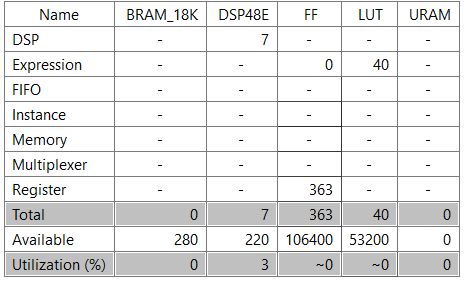 Name BRAM_18K DSP48E FF LUT URAM
DSP - 7 - - -
Expression - - 0 40 -
FIFO - - - - -
Instance - - - - -
Memory - - - - -
Multiplexer - - - - -
Register - - 363 - -
Total 0 7 363 40 0
Available 280 220 106400 53200 0
Utilization (%) 0 3 ~0 ~0 0